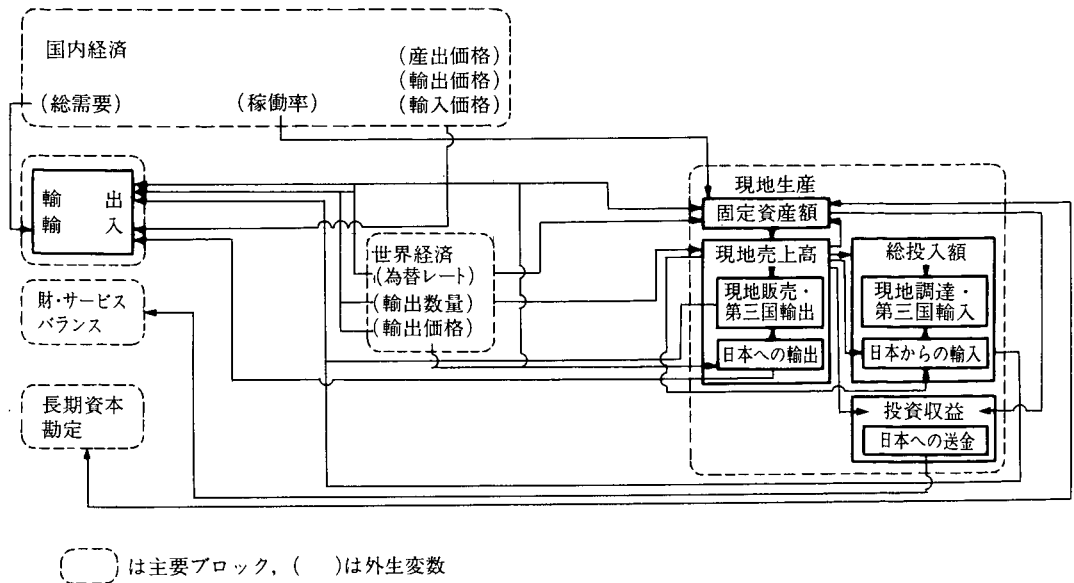 国内経済
(産出価格)
(輸出価格)
(総需要)
(稼働率)
(輸入価格)
輸 出
輸 入
財・サービス
バランス
長期資本
勘定
世界経済
(為替レート)
(輸出数量)
(輸出価格)
現地生産
固定資産額
現地売上高
現地販売・
第三国輸出
日本への輸出
総投入額
現地調達・
第三国輸入
日本からの輸入
投資収益
日本への送金
は主要ブロック, ( )は外生変数